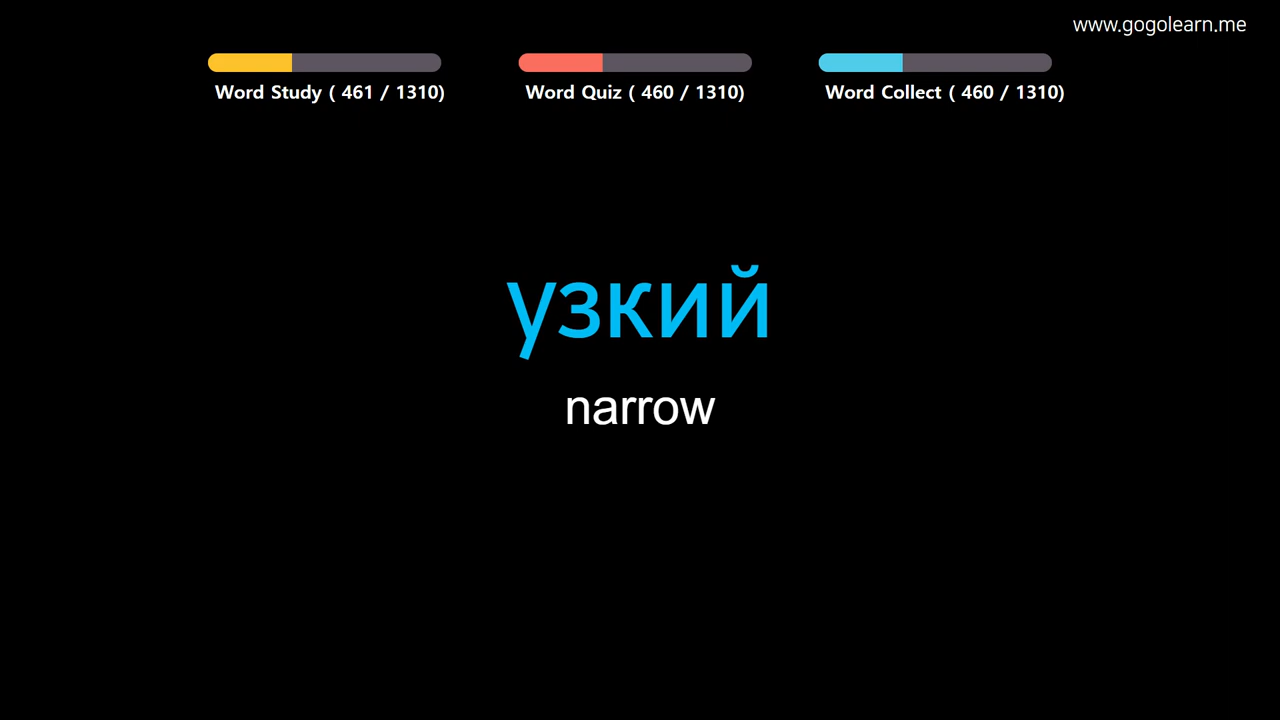 www.gogolearn.me
Word Study ( 461 / 1310)
Word Quiz ( 460 / 1310)
Word Collect ( 460 / 1310)
узкий
narrow